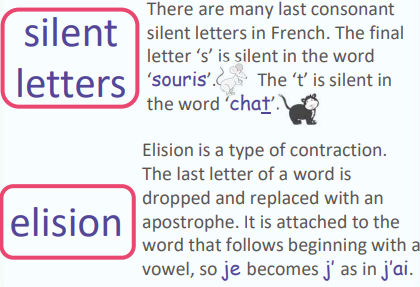 silent
letters
There are many last consonant
silent letters in French. The final
letter ‘s’ is silent in the word
‘souris’. The ‘t’ is silent in
the word ‘chat’.
elision
Elision is a type of contraction.
The last letter of a word is
dropped and replaced with an
apostrophe. It is attached to the
word that follows beginning with a
vowel, so je becomes j’ as in j’ai.